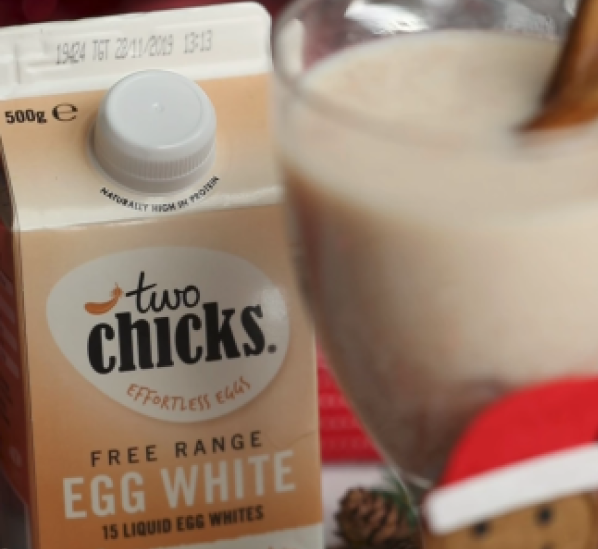 19424 TGT 28/11/2019 13:13
500g e
NATURALLY HIGH IN PROTEIN
two
chicks.
EFFORTLESS EGGS
FREE RANGE
EGG WHITE
15 LIQUID EGG WHITES